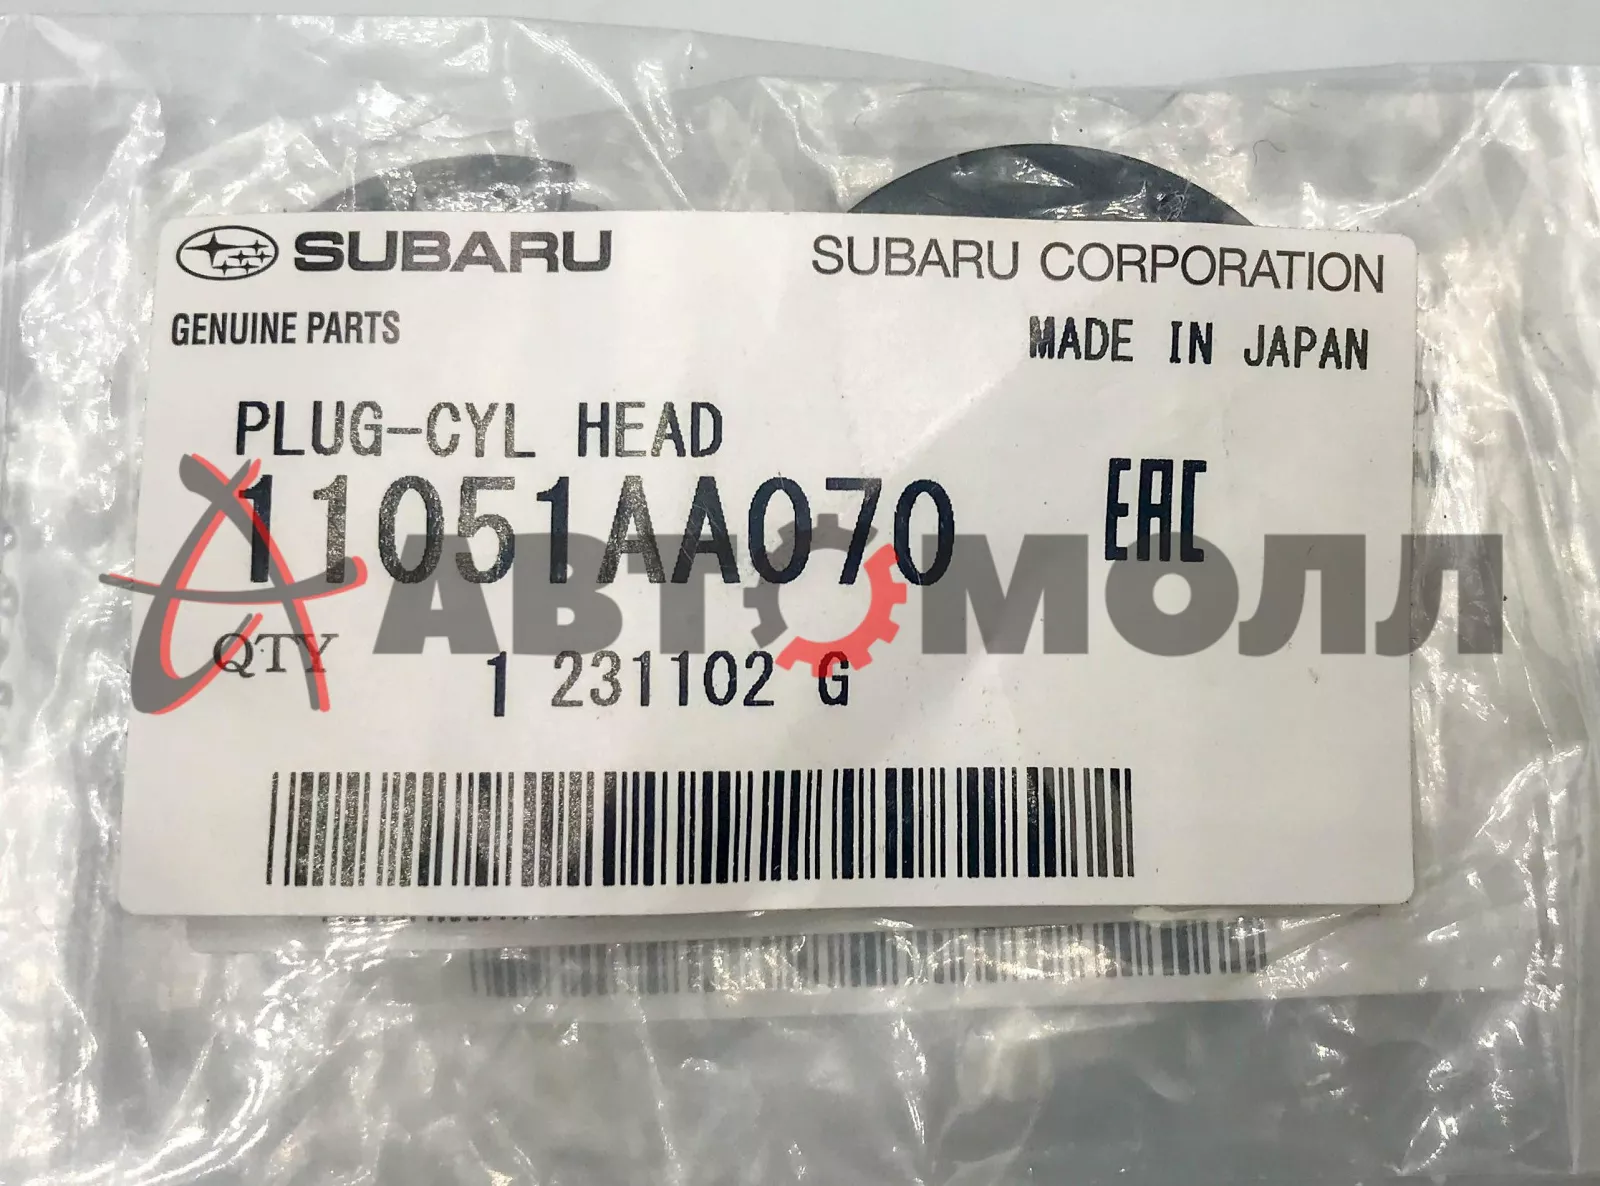 SUBARU
SUBARU CORPORATION
GENUINE PARTS
MADE IN JAPAN
PLUG-CYL HEAD
11051AA070
EAC
АВТОМОЛЛ
QTY 1 231102 G